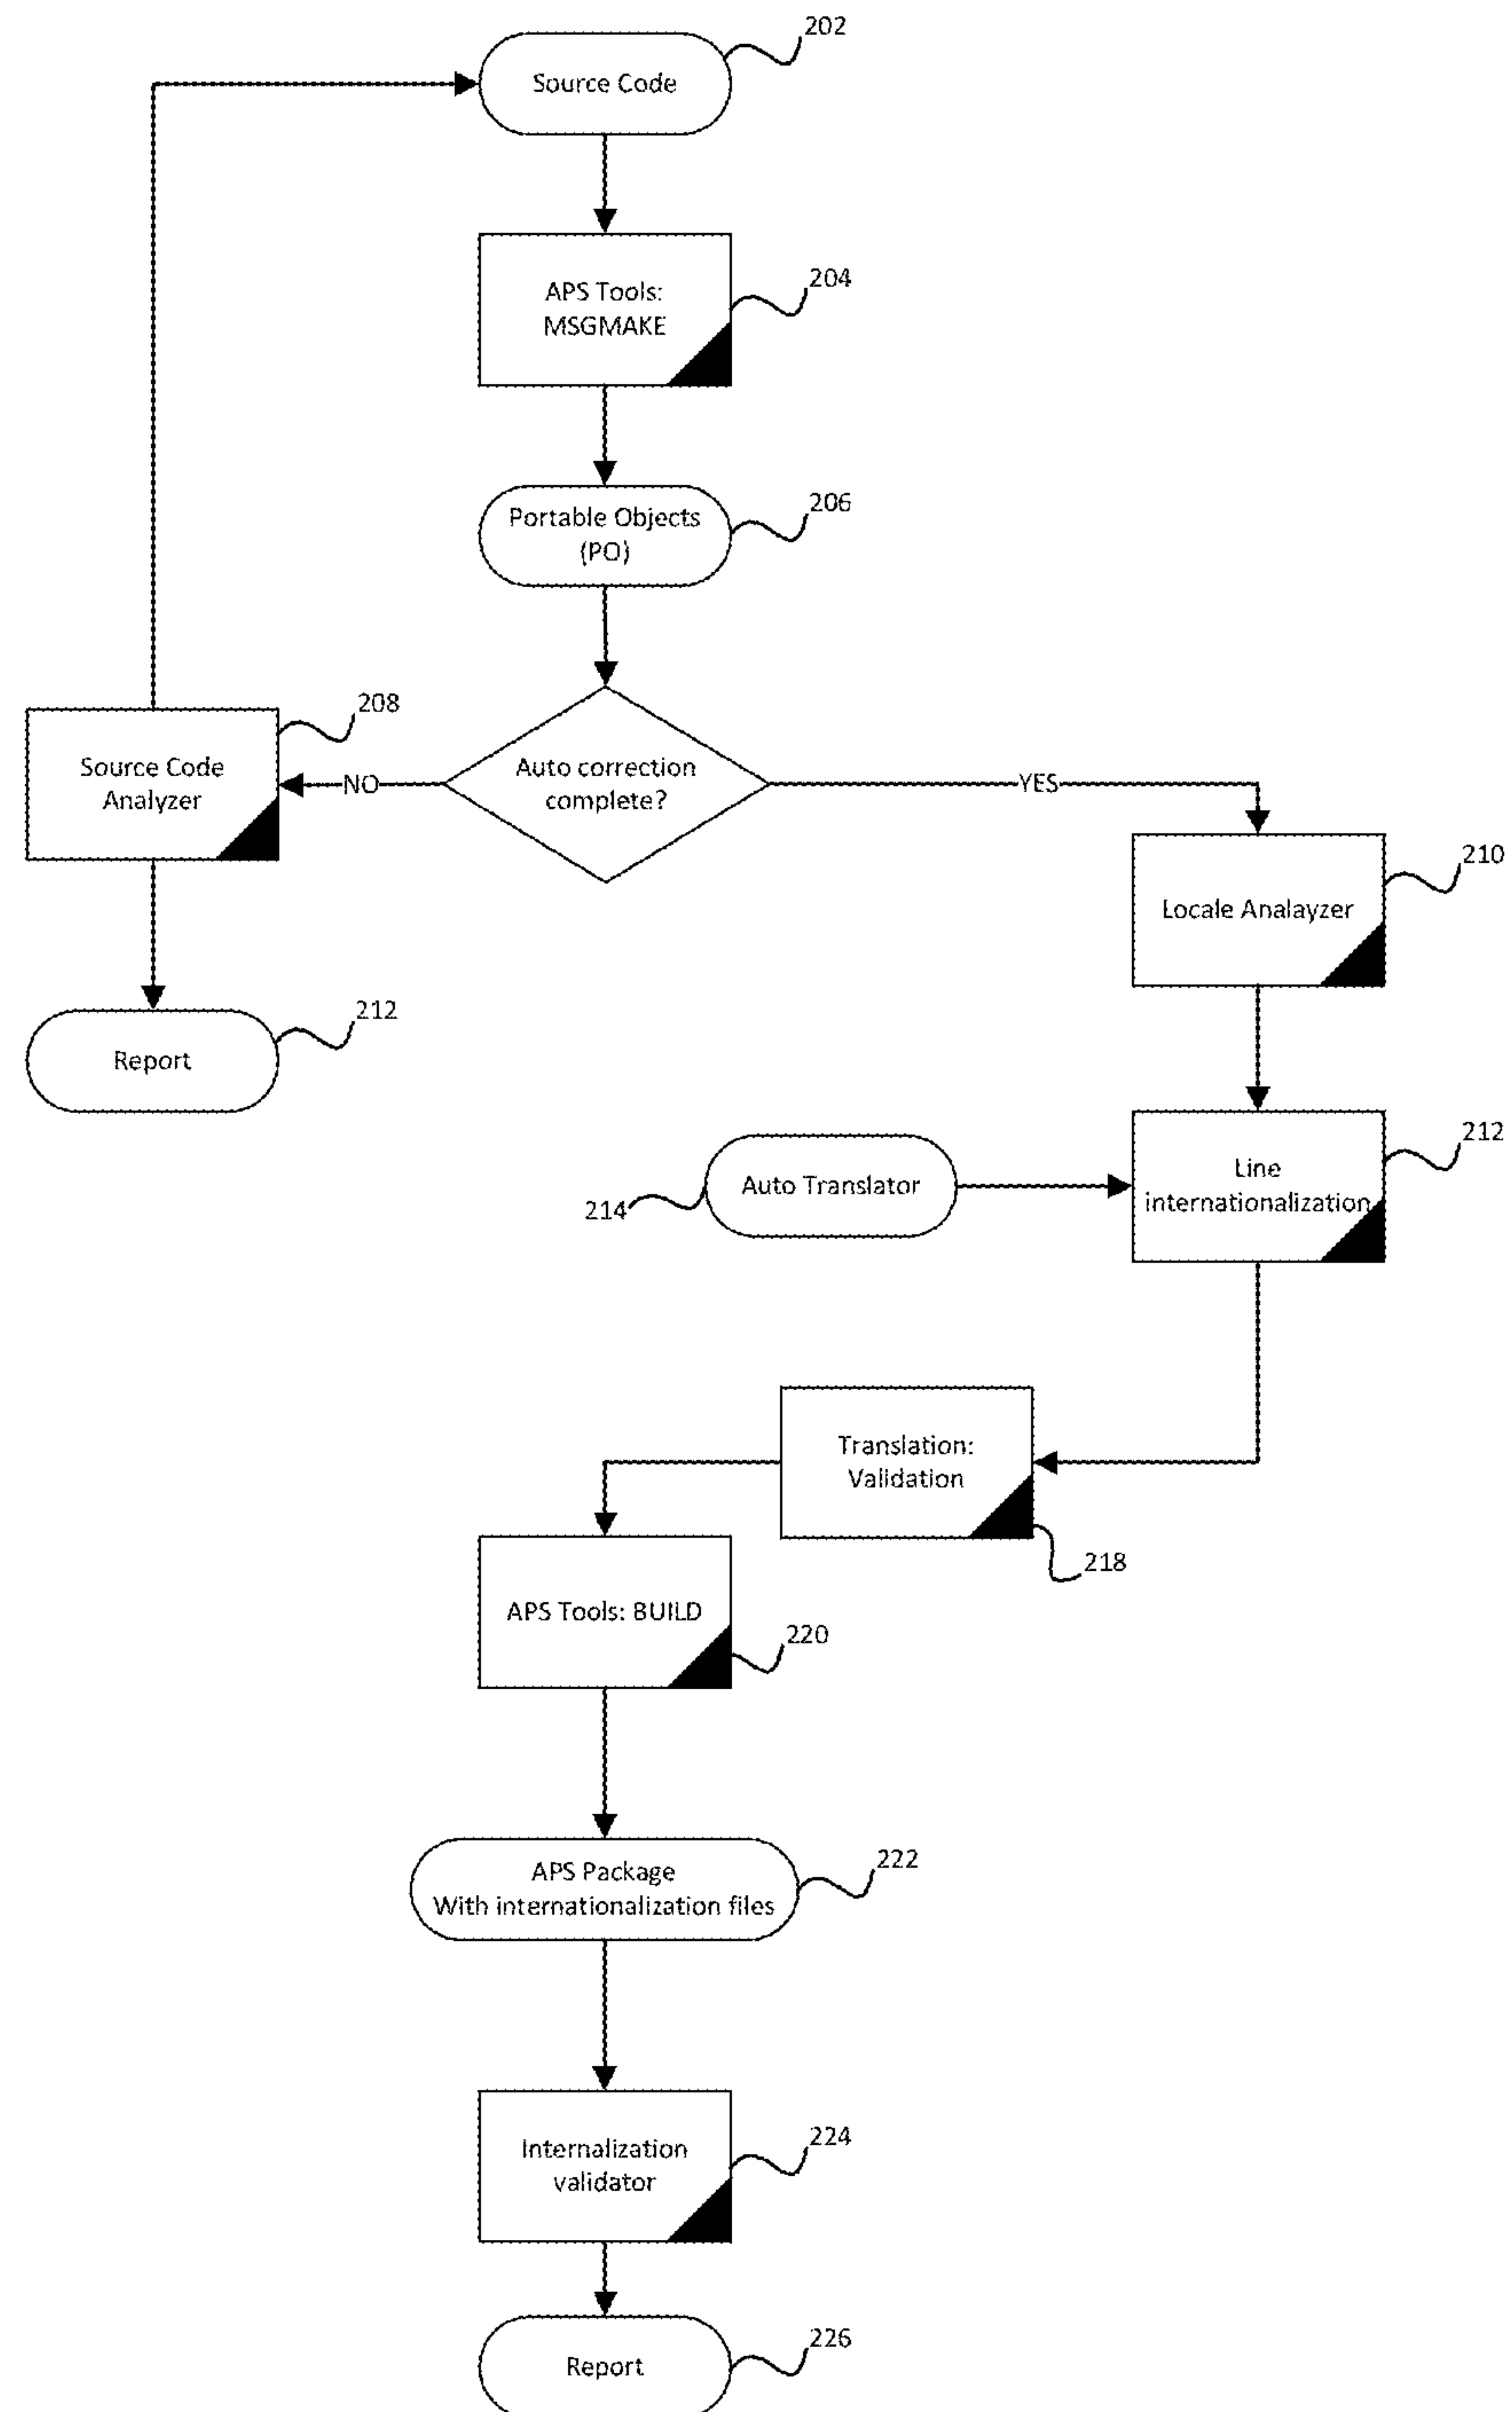 202
Source Code
APS Tools:
MSGMAKE
204
Portable Objects
(PO)
206
Auto correction
complete?
NO
YES
208
Source Code
Analyzer
210
Locale Analayzer
212
Report
212
Line
internationalization
Auto Translator
214
Translation:
Validation
218
APS Tools: BUILD
220
APS Package
With internationalization files
222
Internalization
validator
224
Report
226